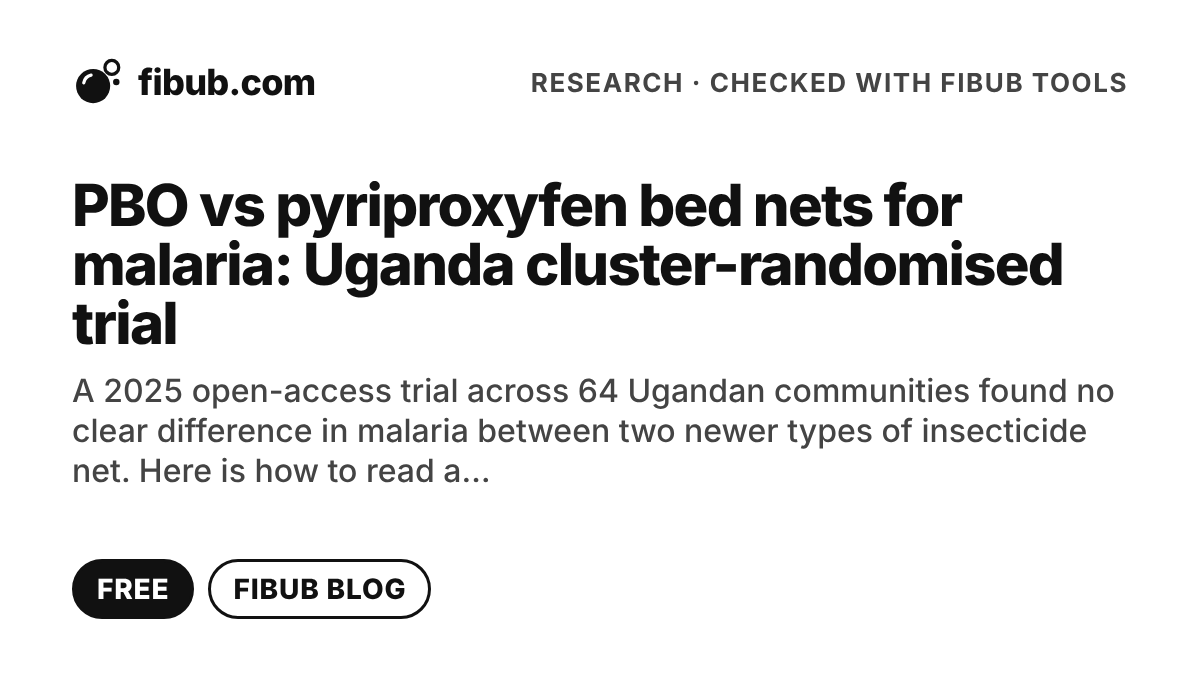 fibub.com
RESEARCH · CHECKED WITH FIBUB TOOLS
PBO vs pyriproxyfen bed nets for
malaria: Uganda cluster-randomised
trial
A 2025 open-access trial across 64 Ugandan communities found no
clear difference in malaria between two newer types of insecticide
net. Here is how to read a...
FREE
FIBUB BLOG